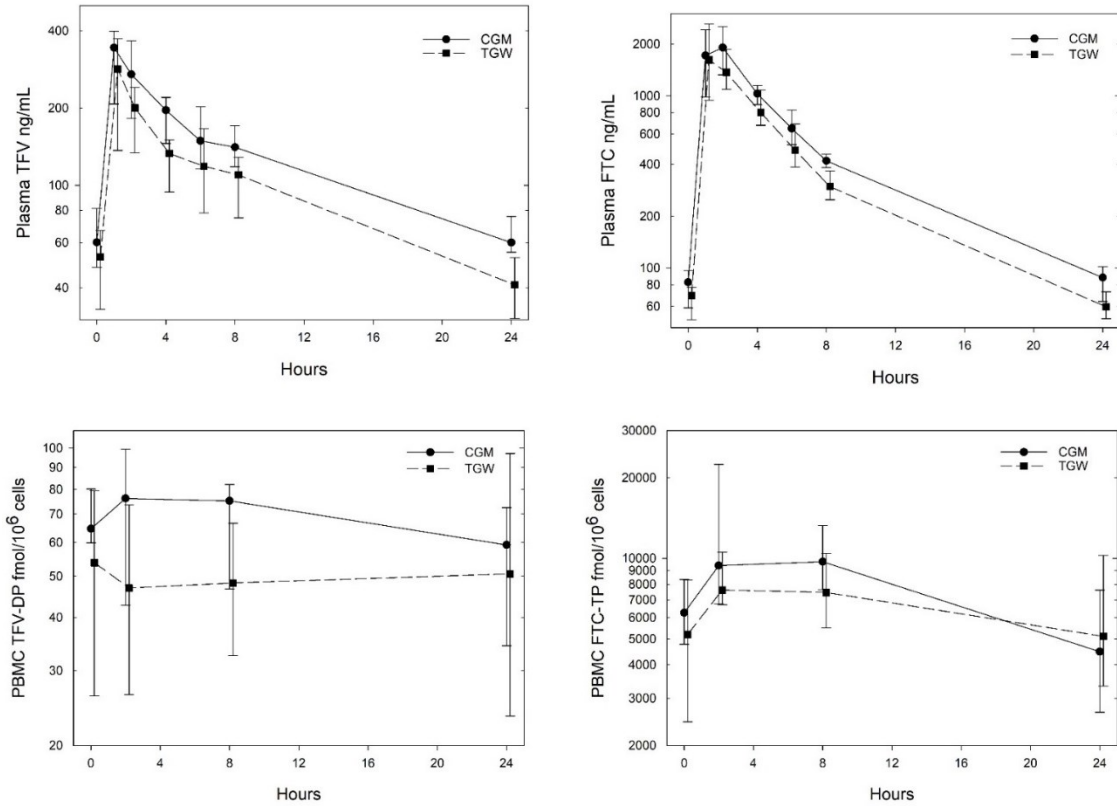 Plasma TFV ng/mL
400
200
100
80
60
40
CGM
TGW
0 4 8 12 16 20 24
Hours
Plasma FTC ng/mL
2000
1000
800
600
400
200
100
80
60
CGM
TGW
0 4 8 12 16 20 24
Hours
PBMC TFV-DP fmol/10⁶ cells
100
90
80
70
60
50
40
30
20
CGM
TGW
0 4 8 12 16 20 24
Hours
PBMC FTC-TP fmol/10⁶ cells
30000
20000
10000
9000
8000
7000
6000
5000
4000
3000
2000
CGM
TGW
0 4 8 12 16 20 24
Hours